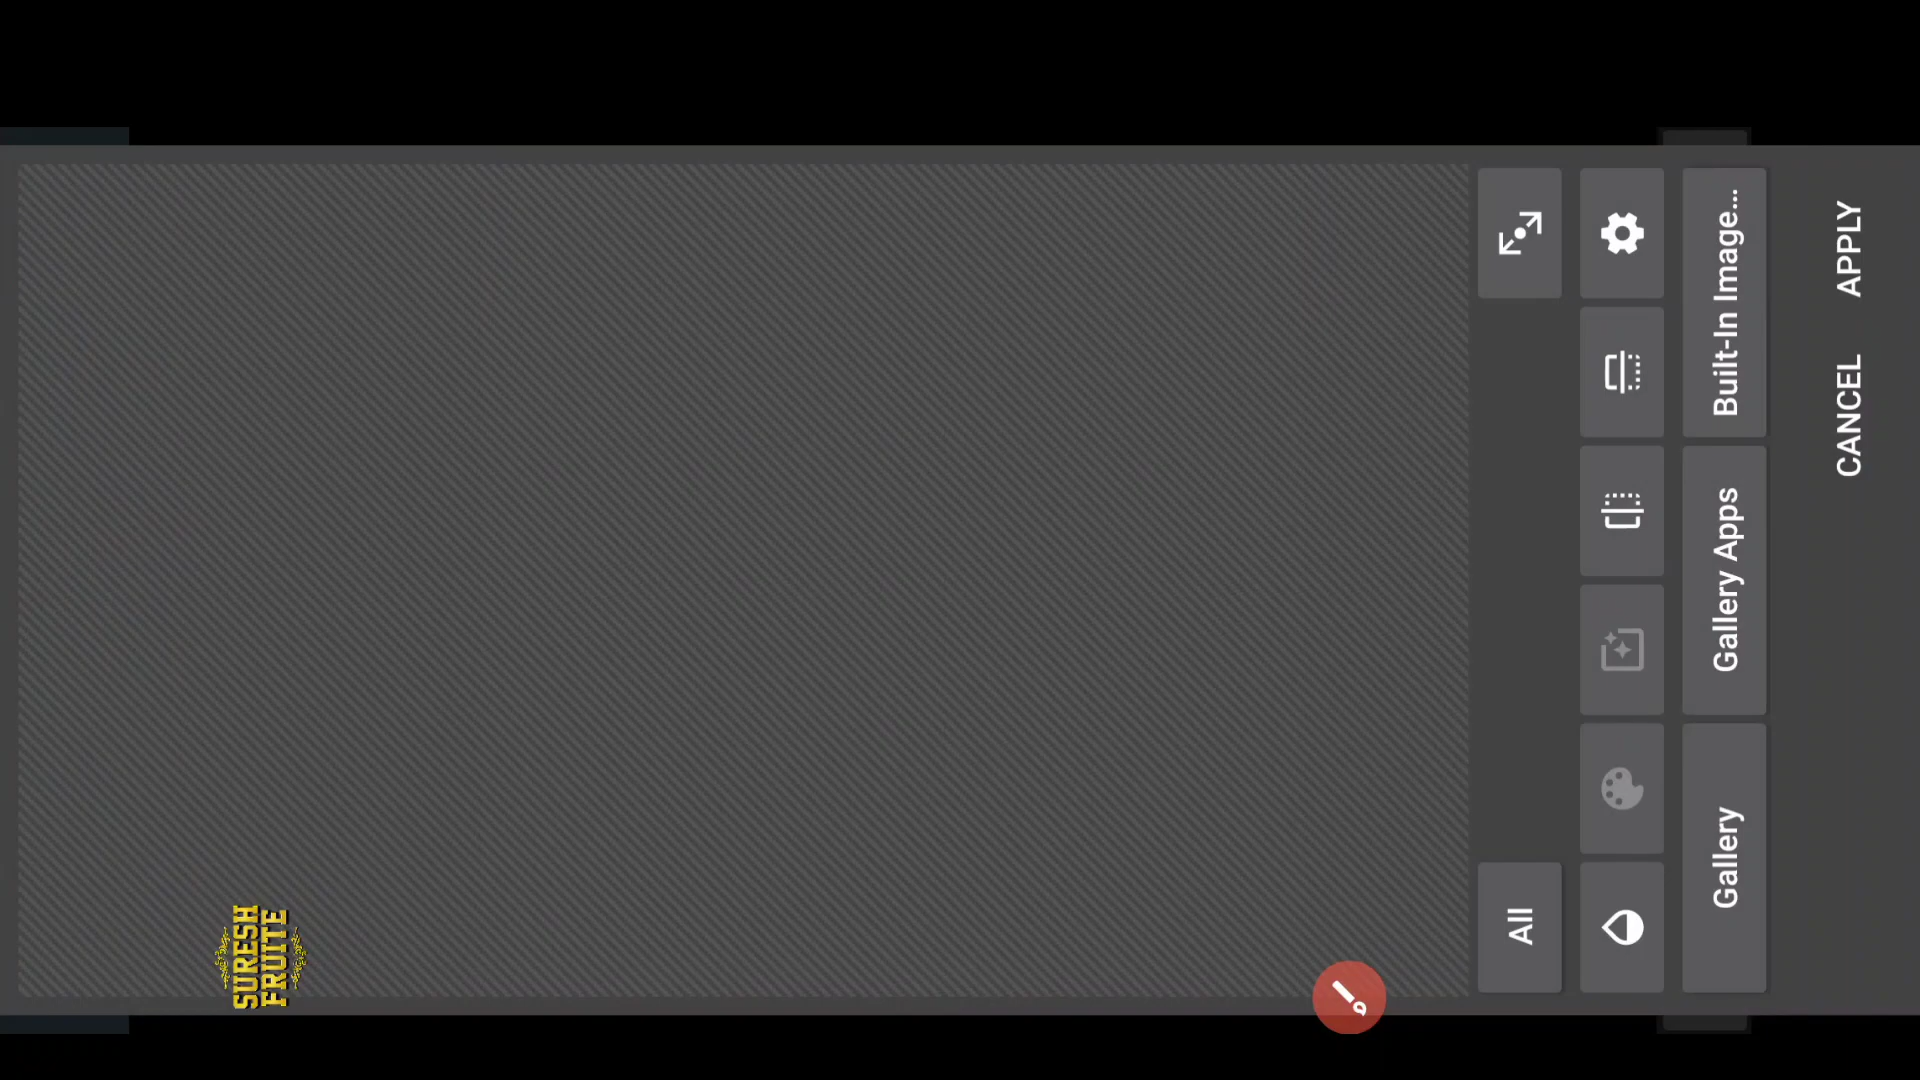 All
Gallery
Gallery Apps
Built-In Image...
CANCEL
APPLY
SURESH
FRUITE